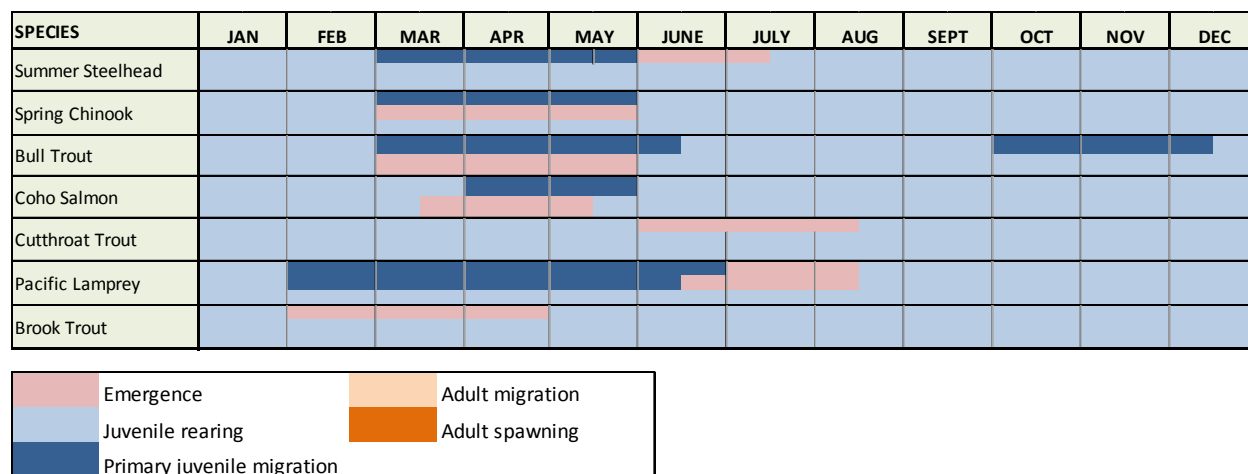 SPECIES JAN FEB MAR APR MAY JUNE JULY AUG SEPT OCT NOV DEC
Summer Steelhead
Spring Chinook
Bull Trout
Coho Salmon
Cutthroat Trout
Pacific Lamprey
Brook Trout
Emergence Adult migration
Juvenile rearing Adult spawning
Primary juvenile migration